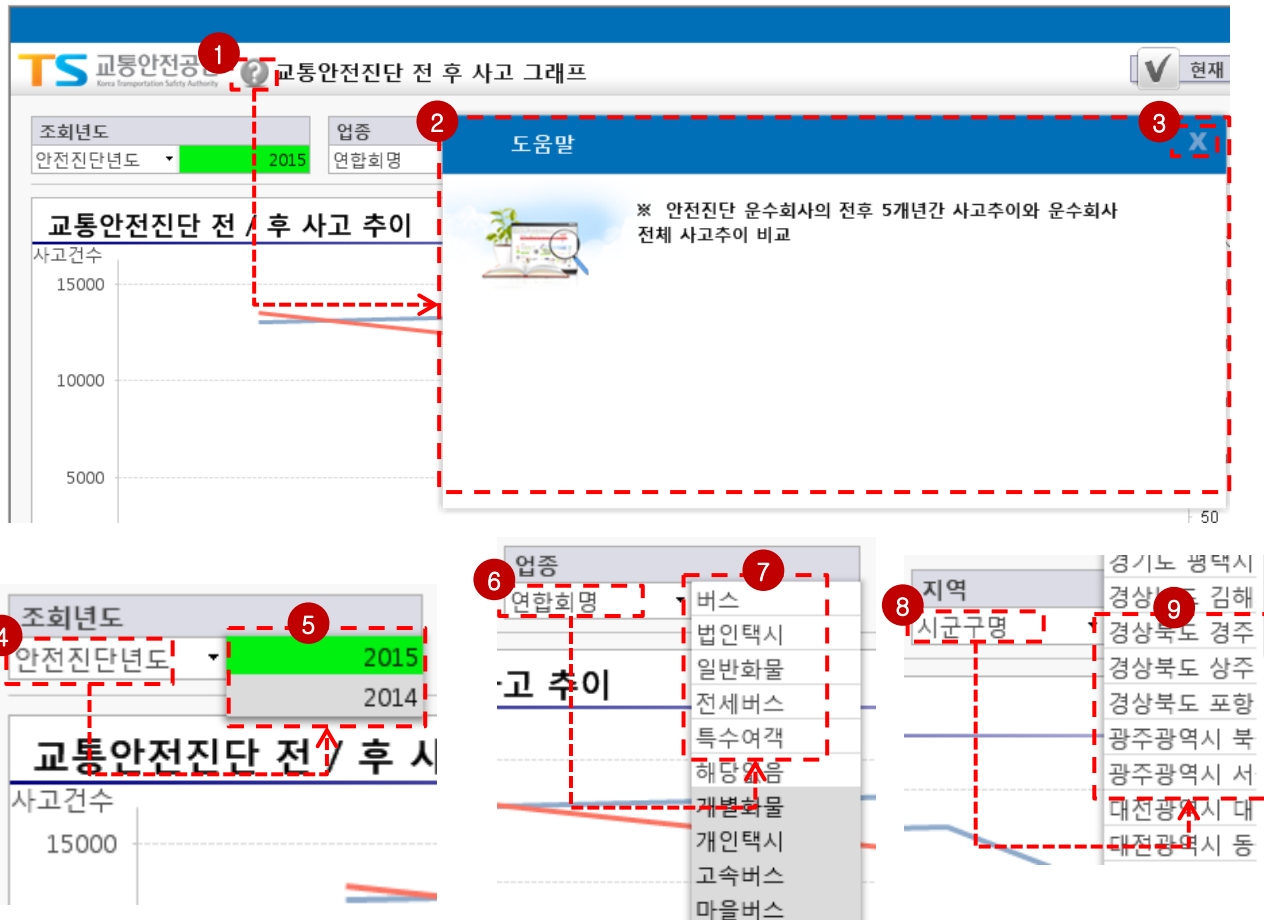 TS 교통안전공단
Korea Transportation Safety Authority
1
?
교통안전진단 전 후 사고 그래프
현재
조회년도
안전진단년도
2015
업종
연합회명
2
도움말
3
X
※ 안전진단 운수회사의 전후 5개년간 사고추이와 운수회사
전체 사고추이 비교
교통안전진단 전 / 후 사고 추이
사고건수
15000
10000
5000
50
조회년도
4
안전진단년도
5
2015
2014
교통안전진단 전 / 후 사
사고건수
15000
업종
6
연합회명
7
버스
법인택시
일반화물
전세버스
특수여객
해당없음
개별화물
개인택시
고속버스
마을버스
고 추이
지역
8
시군구명
9
경기도 평택시
경상북도 김해
경상북도 경주
경상북도 상주
경상북도 포항
광주광역시 북
광주광역시 서
대전광역시 대
대전광역시 동